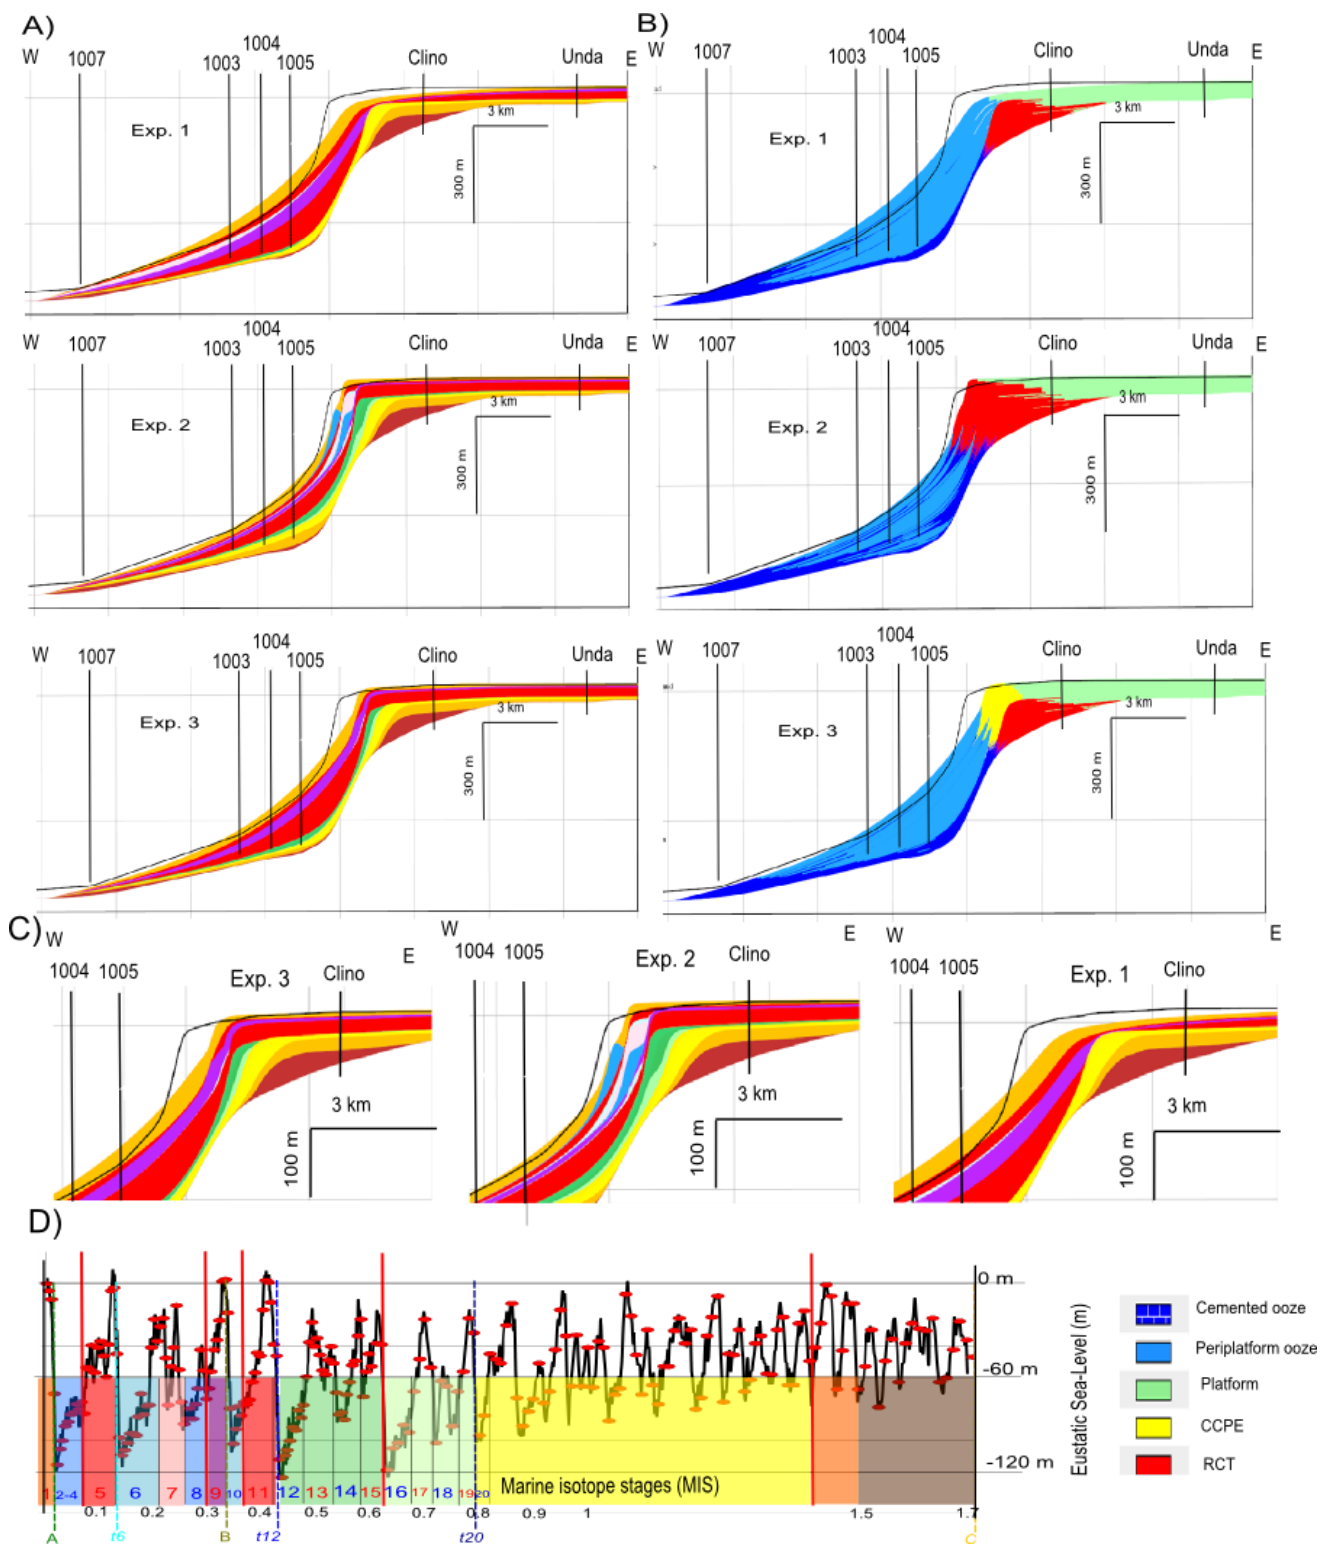 A)
W 1007 1003 1004 1005 Clino Unda E
Exp. 1
3 km
300 m
B)
W 1007 1003 1004 1005 Clino Unda E
Exp. 1
3 km
300 m
W 1007 1003 1004 1005 Clino Unda E
Exp. 2
3 km
300 m
W 1007 1003 1004 1005 Clino Unda E
Exp. 2
3 km
300 m
W 1007 1003 1004 1005 Clino Unda E
Exp. 3
3 km
300 m
W 1007 1003 1004 1005 Clino Unda E
Exp. 3
3 km
300 m
C)
W E
1004 1005 Exp. 3 Clino
3 km
100 m
W E
1004 1005 Exp. 2 Clino
3 km
100 m
W E
1004 1005 Exp. 1 Clino
3 km
100 m
D)
0 m
-60 m
-120 m
Eustatic Sea-Level (m)
Marine isotope stages (MIS)
1 2-4 5 6 7 8 9 10 11 12 13 14 15 16 17 18 19 20
0.1 0.2 0.3 0.4 0.5 0.6 0.7 0.8 0.9 1 1.5 1.7
A t6 B t12 t20 C
Cemented ooze
Periplatform ooze
Platform
CCPE
RCT